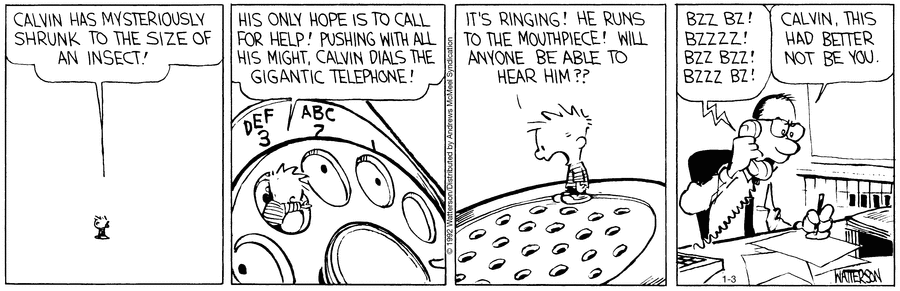 CALVIN HAS MYSTERIOUSLY
SHRUNK TO THE SIZE OF
AN INSECT!
HIS ONLY HOPE IS TO CALL
FOR HELP! PUSHING WITH ALL
HIS MIGHT, CALVIN DIALS THE
GIGANTIC TELEPHONE!
DEF
3
ABC
2
© 1992 Watterson/Distributed by Andrews McMeel Syndication
IT'S RINGING! HE RUNS
TO THE MOUTHPIECE! WILL
ANYONE BE ABLE TO
HEAR HIM??
BZZ BZ!
BZZZZ!
BZZ BZZ!
BZZZ BZ!
CALVIN, THIS
HAD BETTER
NOT BE YOU.
1-3
WATTERSON